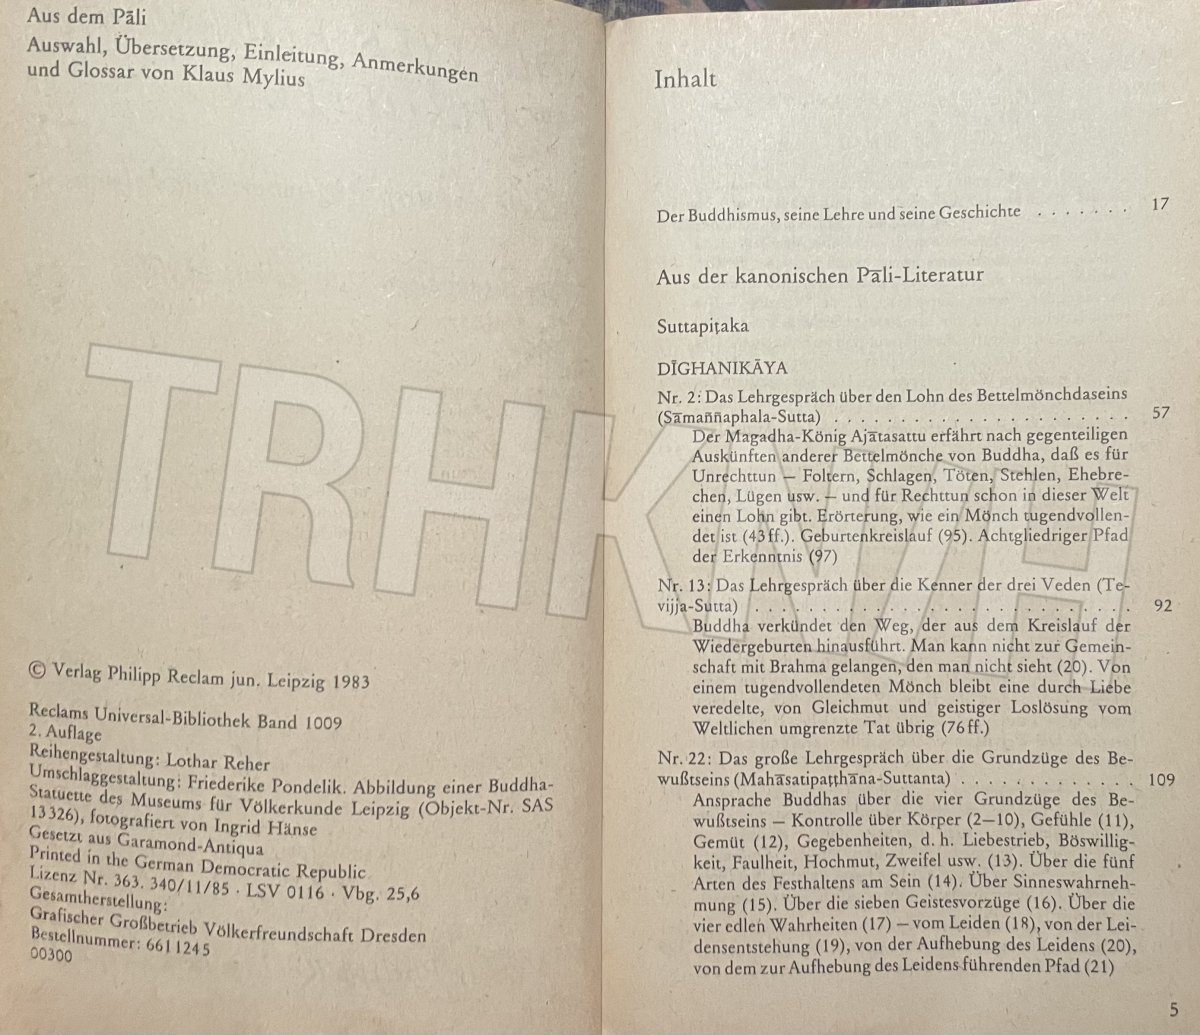 Aus dem Pāli
Auswahl, Übersetzung, Einleitung, Anmerkungen
und Glossar von Klaus Mylius
© Verlag Philipp Reclam jun. Leipzig 1983
Reclams Universal-Bibliothek Band 1009
2. Auflage
Reihengestaltung: Lothar Reher
Umschlaggestaltung: Friederike Pondelik. Abbildung einer Buddha-
Statuette des Museums für Völkerkunde Leipzig (Objekt-Nr. SAS
13326), fotografiert von Ingrid Hänse
Gesetzt aus Garamond-Antiqua
Printed in the German Democratic Republic
Lizenz Nr. 363. 340/11/85 · LSV 0116 · Vbg. 25,6
Gesamtherstellung:
Grafischer Großbetrieb Völkerfreundschaft Dresden
Bestellnummer: 6611245
00300
Inhalt
Der Buddhismus, seine Lehre und seine Geschichte . . . . . . . 17
Aus der kanonischen Pāli-Literatur
Suttapiṭaka
DĪGHANIKĀYA
Nr. 2: Das Lehrgespräch über den Lohn des Bettelmönchdaseins
(Sāmaññaphala-Sutta) . . . . . . . . . . . . . . . . . . . . . . 57
Der Magadha-König Ajātasattu erfährt nach gegenteiligen
Auskünften anderer Bettelmönche von Buddha, daß es für
Unrechttun — Foltern, Schlagen, Töten, Stehlen, Ehebre-
chen, Lügen usw. — und für Rechttun schon in dieser Welt
einen Lohn gibt. Erörterung, wie ein Mönch tugendvollen-
det ist (43 ff.). Geburtenkreislauf (95). Achtgliedriger Pfad
der Erkenntnis (97)
Nr. 13: Das Lehrgespräch über die Kenner der drei Veden (Te-
vijja-Sutta) . . . . . . . . . . . . . . . . . . . . . . . . . . . . 92
Buddha verkündet den Weg, der aus dem Kreislauf der
Wiedergeburten hinausführt. Man kann nicht zur Gemein-
schaft mit Brahma gelangen, den man nicht sieht (20). Von
einem tugendvollendeten Mönch bleibt eine durch Liebe
veredelte, von Gleichmut und geistiger Loslösung vom
Weltlichen umgrenzte Tat übrig (76 ff.)
Nr. 22: Das große Lehrgespräch über die Grundzüge des Be-
wußtseins (Mahāsatipaṭṭhāna-Suttanta) . . . . . . . . . . . . . 109
Ansprache Buddhas über die vier Grundzüge des Be-
wußtseins — Kontrolle über Körper (2—10), Gefühle (11),
Gemüt (12), Gegebenheiten, d. h. Liebestrieb, Böswillig-
keit, Faulheit, Hochmut, Zweifel usw. (13). Über die fünf
Arten des Festhaltens am Sein (14). Über Sinneswahrneh-
mung (15). Über die sieben Geistesvorzüge (16). Über die
vier edlen Wahrheiten (17) — vom Leiden (18), von der Lei-
densentstehung (19), von der Aufhebung des Leidens (20),
von dem zur Aufhebung des Leidens führenden Pfad (21)
5